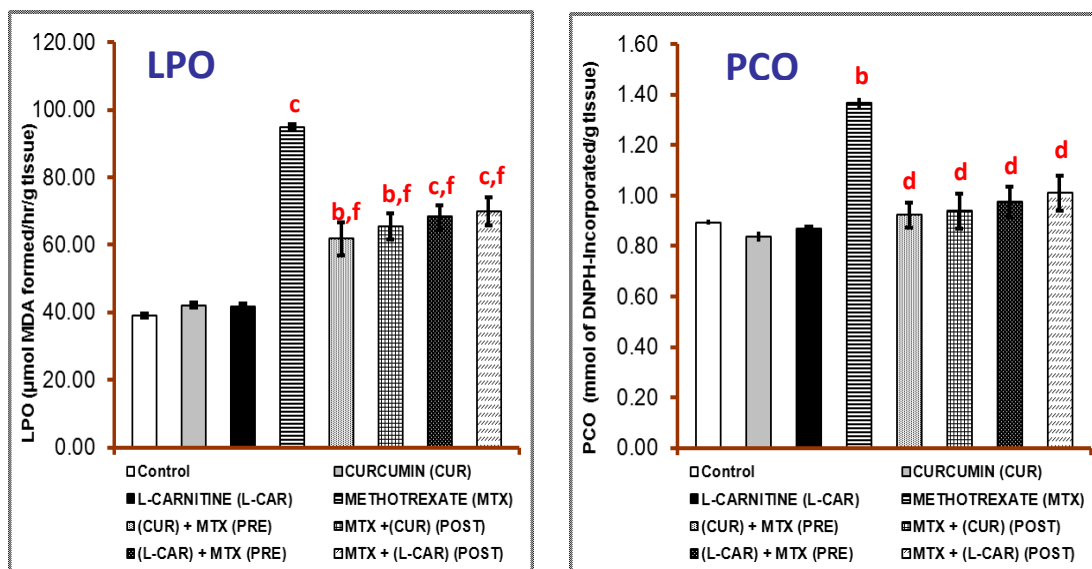 LPO
LPO (µmol MDA formed/hr/g tissue)
120.00
100.00
80.00
60.00
40.00
20.00
0.00
c
b,f
b,f
c,f
c,f
Control
CURCUMIN (CUR)
L-CARNITINE (L-CAR)
METHOTREXATE (MTX)
(CUR) + MTX (PRE)
MTX +(CUR) (POST)
(L-CAR) + MTX (PRE)
MTX + (L-CAR) (POST)
PCO
PCO (mmol of DNPH-Incorporated/g tissue)
1.60
1.40
1.20
1.00
0.80
0.60
0.40
0.20
0.00
b
d
d
d
d
Control
CURCUMIN (CUR)
L-CARNITINE (L-CAR)
METHOTREXATE (MTX)
(CUR) + MTX (PRE)
MTX + (CUR) (POST)
(L-CAR) + MTX (PRE)
MTX + (L-CAR) (POST)